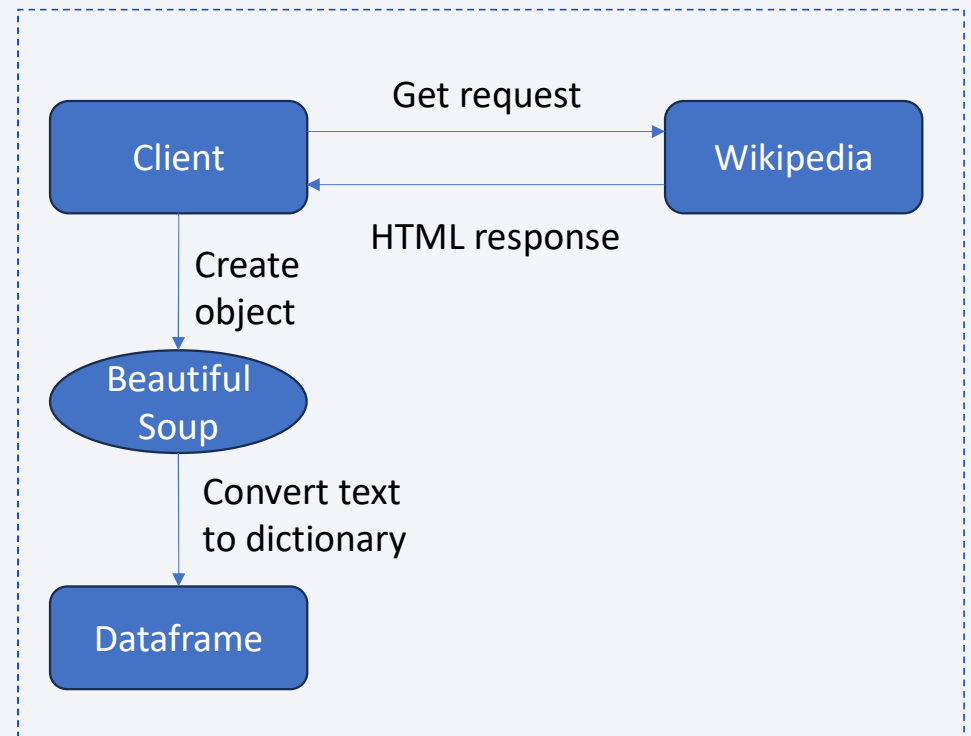 Get request
Client
Wikipedia
HTML response
Create
object
Beautiful
Soup
Convert text
to dictionary
Dataframe